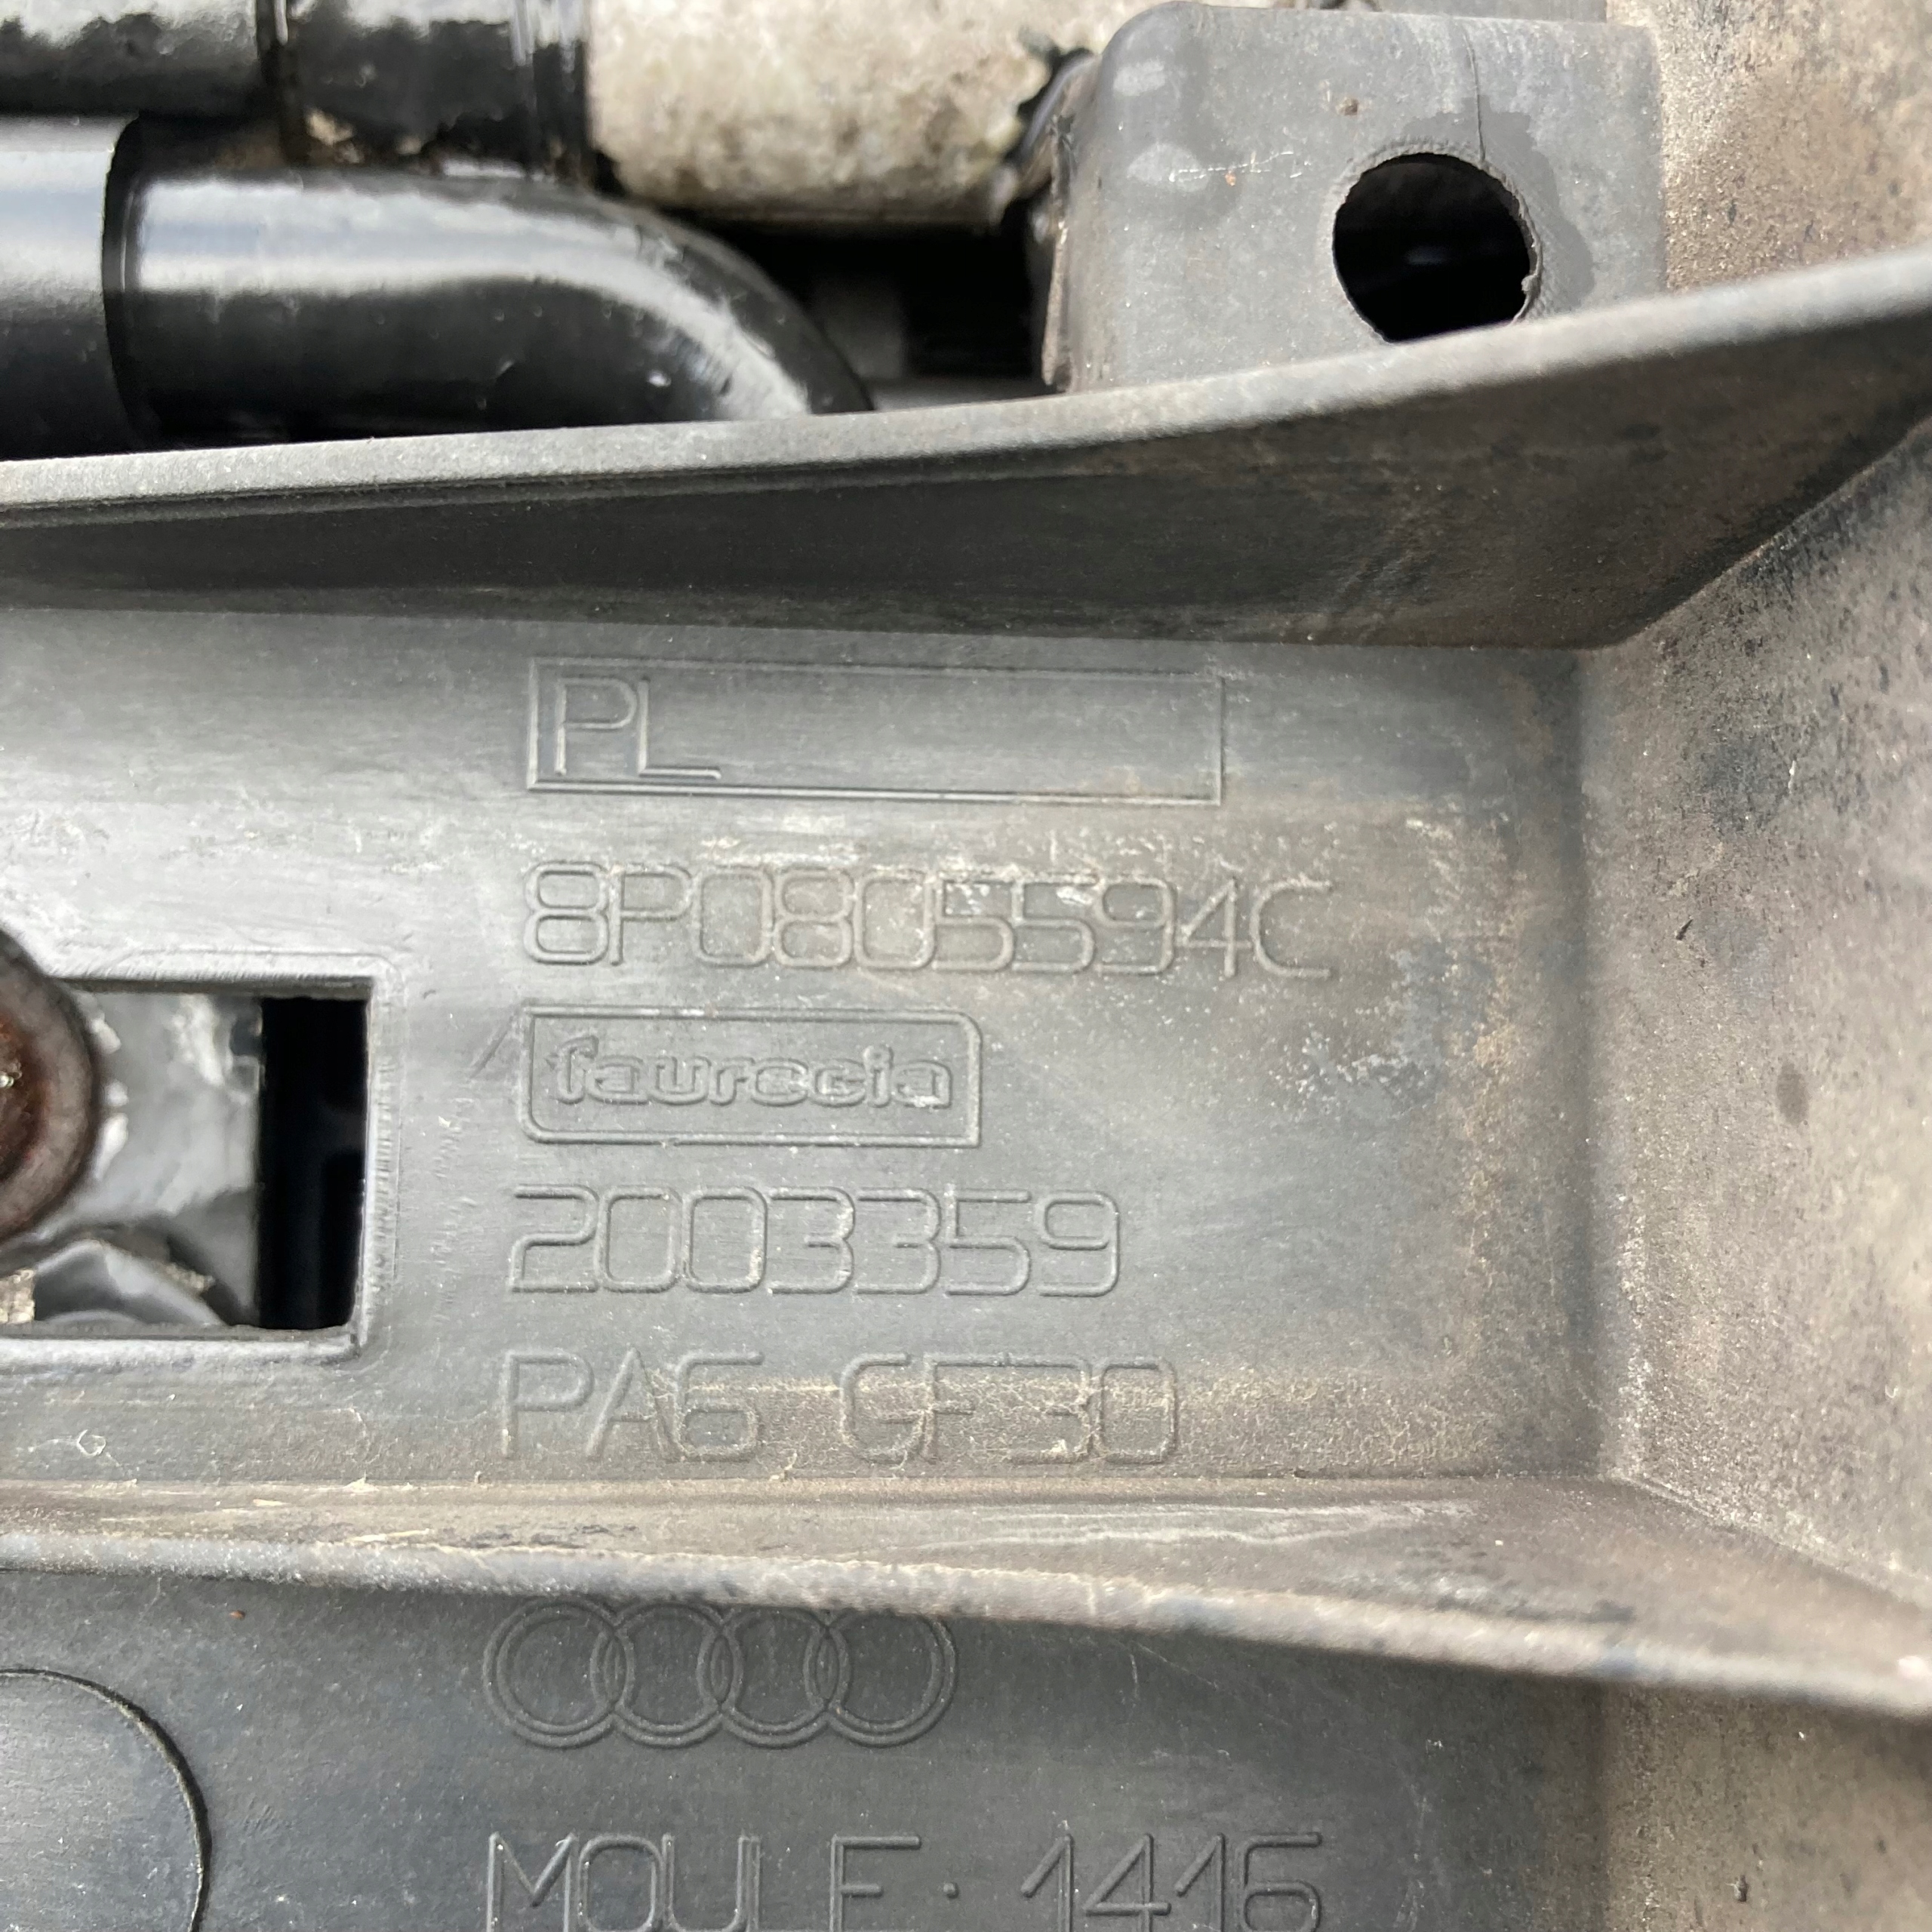 PL
8P0805594C
faurecia
2003359
PA6 GF30
MOULE · 1416